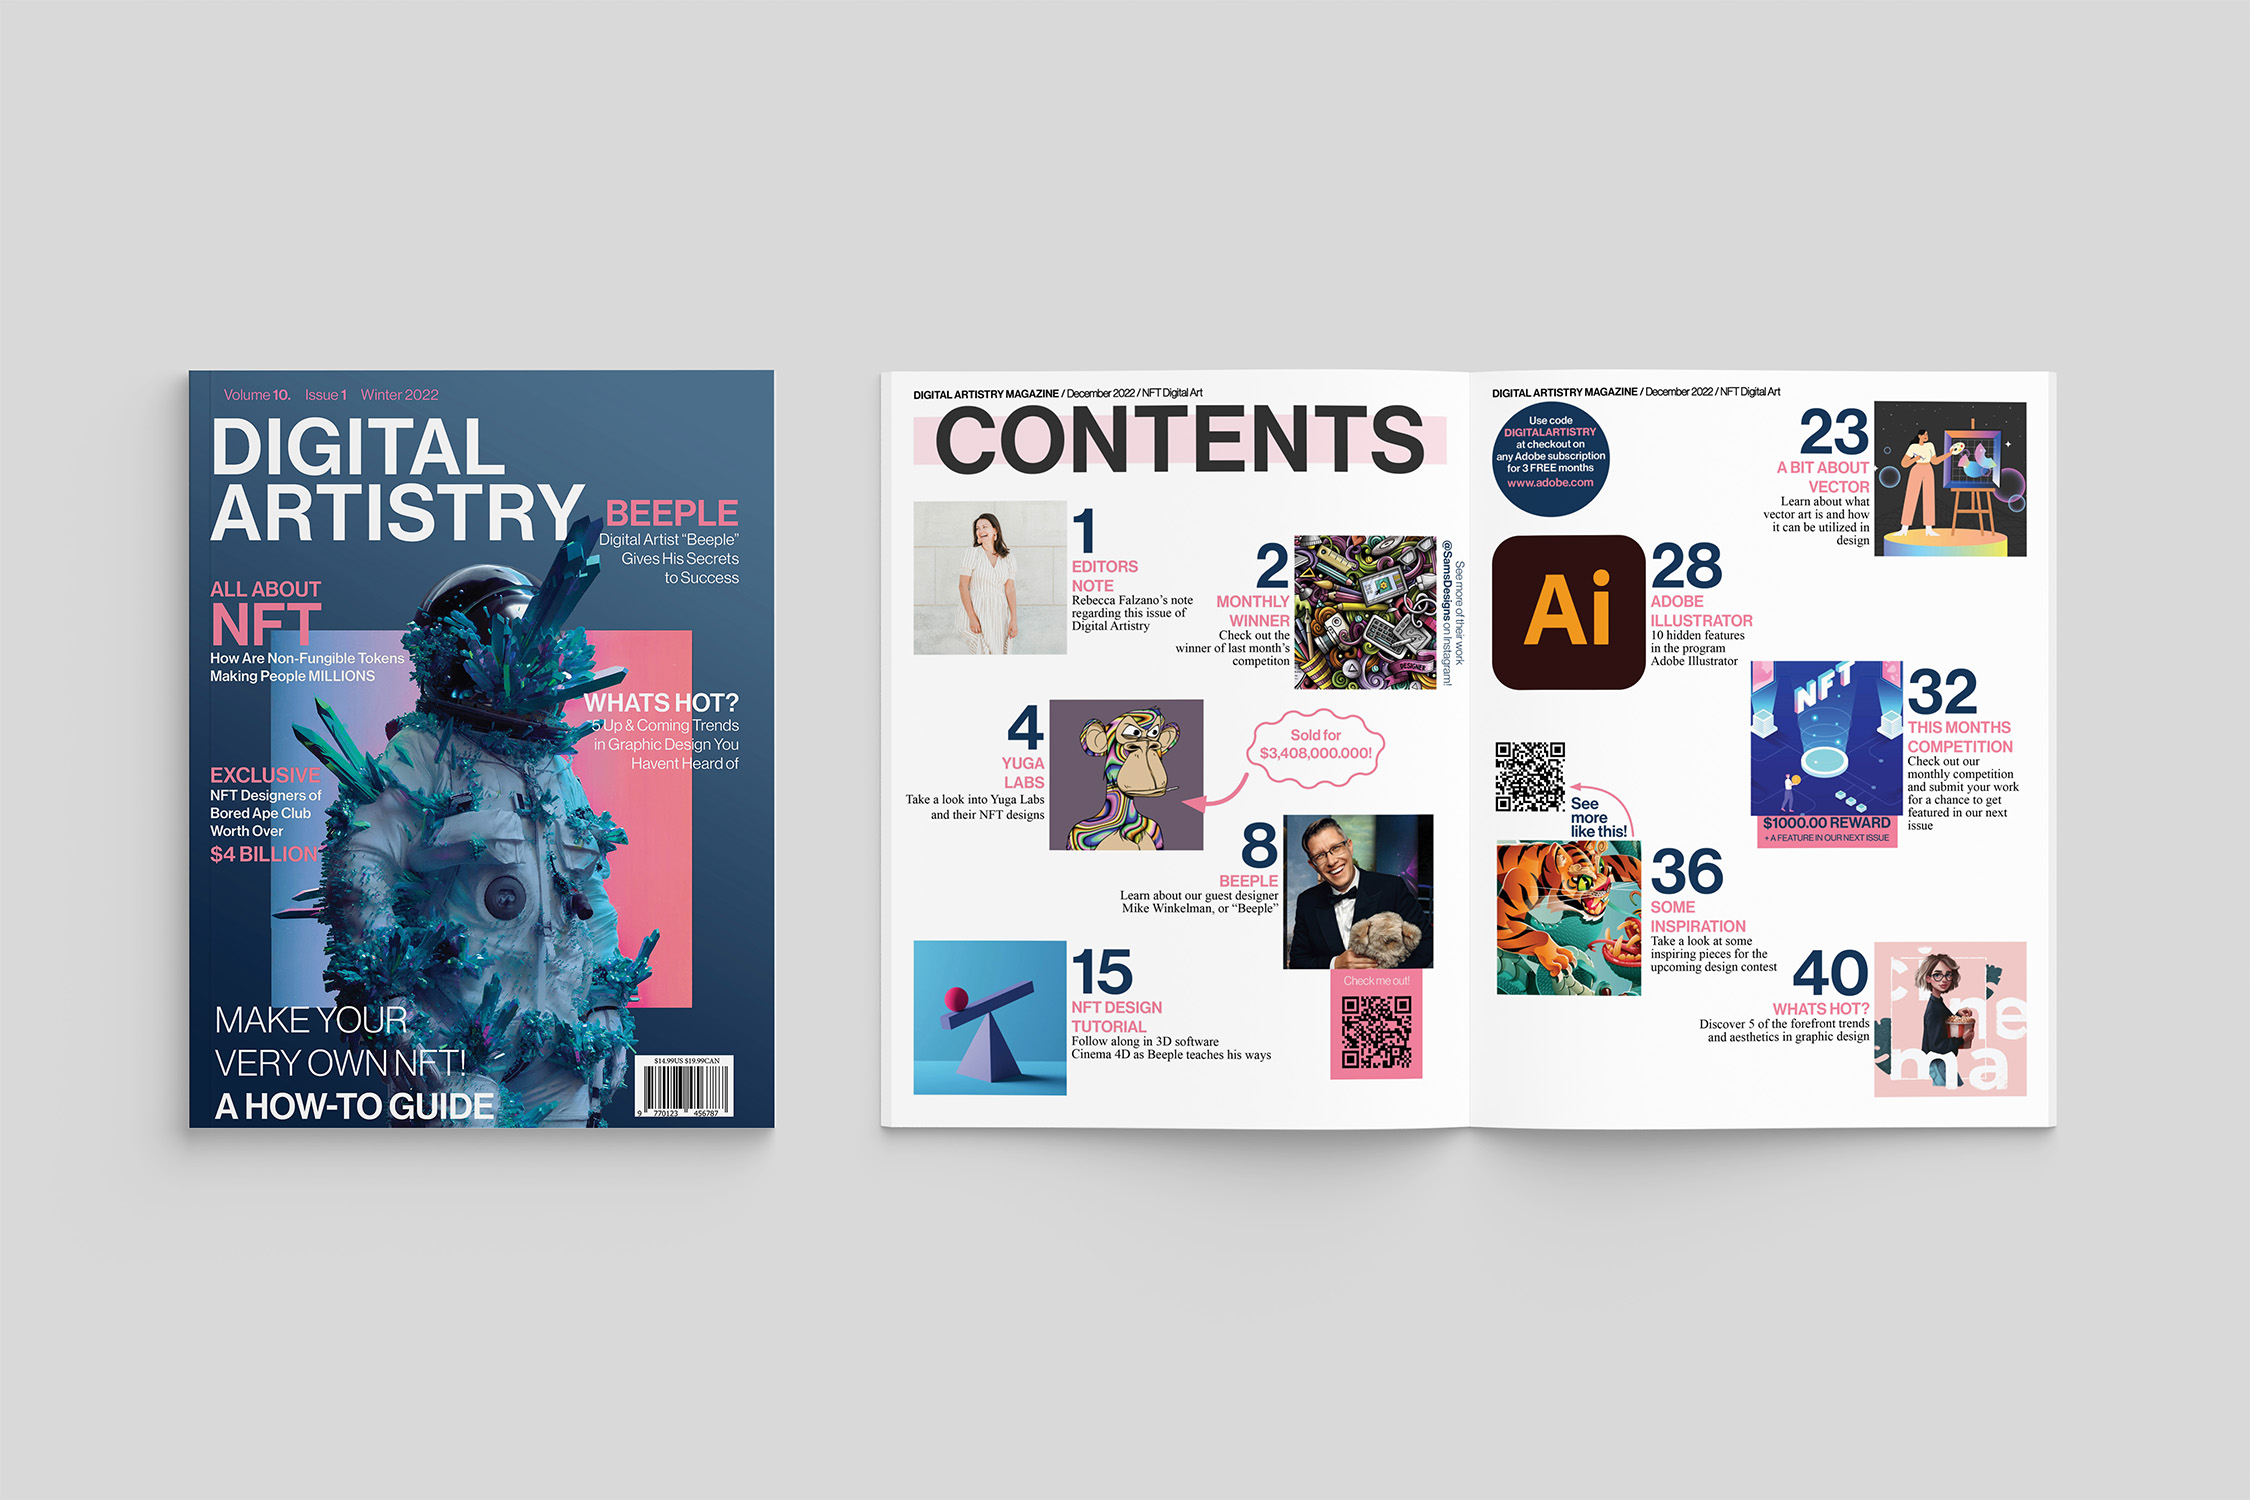 Volume 10. Issue 1 Winter 2022
DIGITAL
ARTISTRY
BEEPLE
Digital Artist “Beeple”
Gives His Secrets
to Success
ALL ABOUT
NFT
How Are Non-Fungible Tokens
Making People MILLIONS
WHATS HOT?
5 Up & Coming Trends
in Graphic Design You
Havent Heard of
EXCLUSIVE
NFT Designers of
Bored Ape Club
Worth Over
$4 BILLION
MAKE YOUR
VERY OWN NFT!
A HOW-TO GUIDE
$14.99US $19.99CAN
9 770123 456787
DIGITAL ARTISTRY MAGAZINE / December 2022 / NFT Digital Art
CONTENTS
1
EDITORS
NOTE
Rebecca Falzano’s note
regarding this issue of
Digital Artistry
2
MONTHLY
WINNER
Check out the
winner of last month’s
competiton
DESIGNER
See more of their work
@SamsDesigns on Instagram!
4
YUGA
LABS
Take a look into Yuga Labs
and their NFT designs
Sold for
$3,408,000.000!
8
BEEPLE
Learn about our guest designer
Mike Winkelman, or “Beeple”
Check me out!
15
NFT DESIGN
TUTORIAL
Follow along in 3D software
Cinema 4D as Beeple teaches his ways
DIGITAL ARTISTRY MAGAZINE / December 2022 / NFT Digital Art
Use code
DIGITALARTISTRY
at checkout on
any Adobe subscription
for 3 FREE months
www.adobe.com
23
A BIT ABOUT
VECTOR
Learn about what
vector art is and how
it can be utilized in
design
Ai
28
ADOBE
ILLUSTRATOR
10 hidden features
in the program
Adobe Illustrator
NFT
32
THIS MONTHS
COMPETITION
Check out our
monthly competition
and submit your work
for a chance to get
featured in our next
issue
$1000.00 REWARD
+ A FEATURE IN OUR NEXT ISSUE
See
more
like this!
36
SOME
INSPIRATION
Take a look at some
inspiring pieces for the
upcoming design contest
40
WHATS HOT?
Discover 5 of the forefront trends
and aesthetics in graphic design
ci
ne
ma